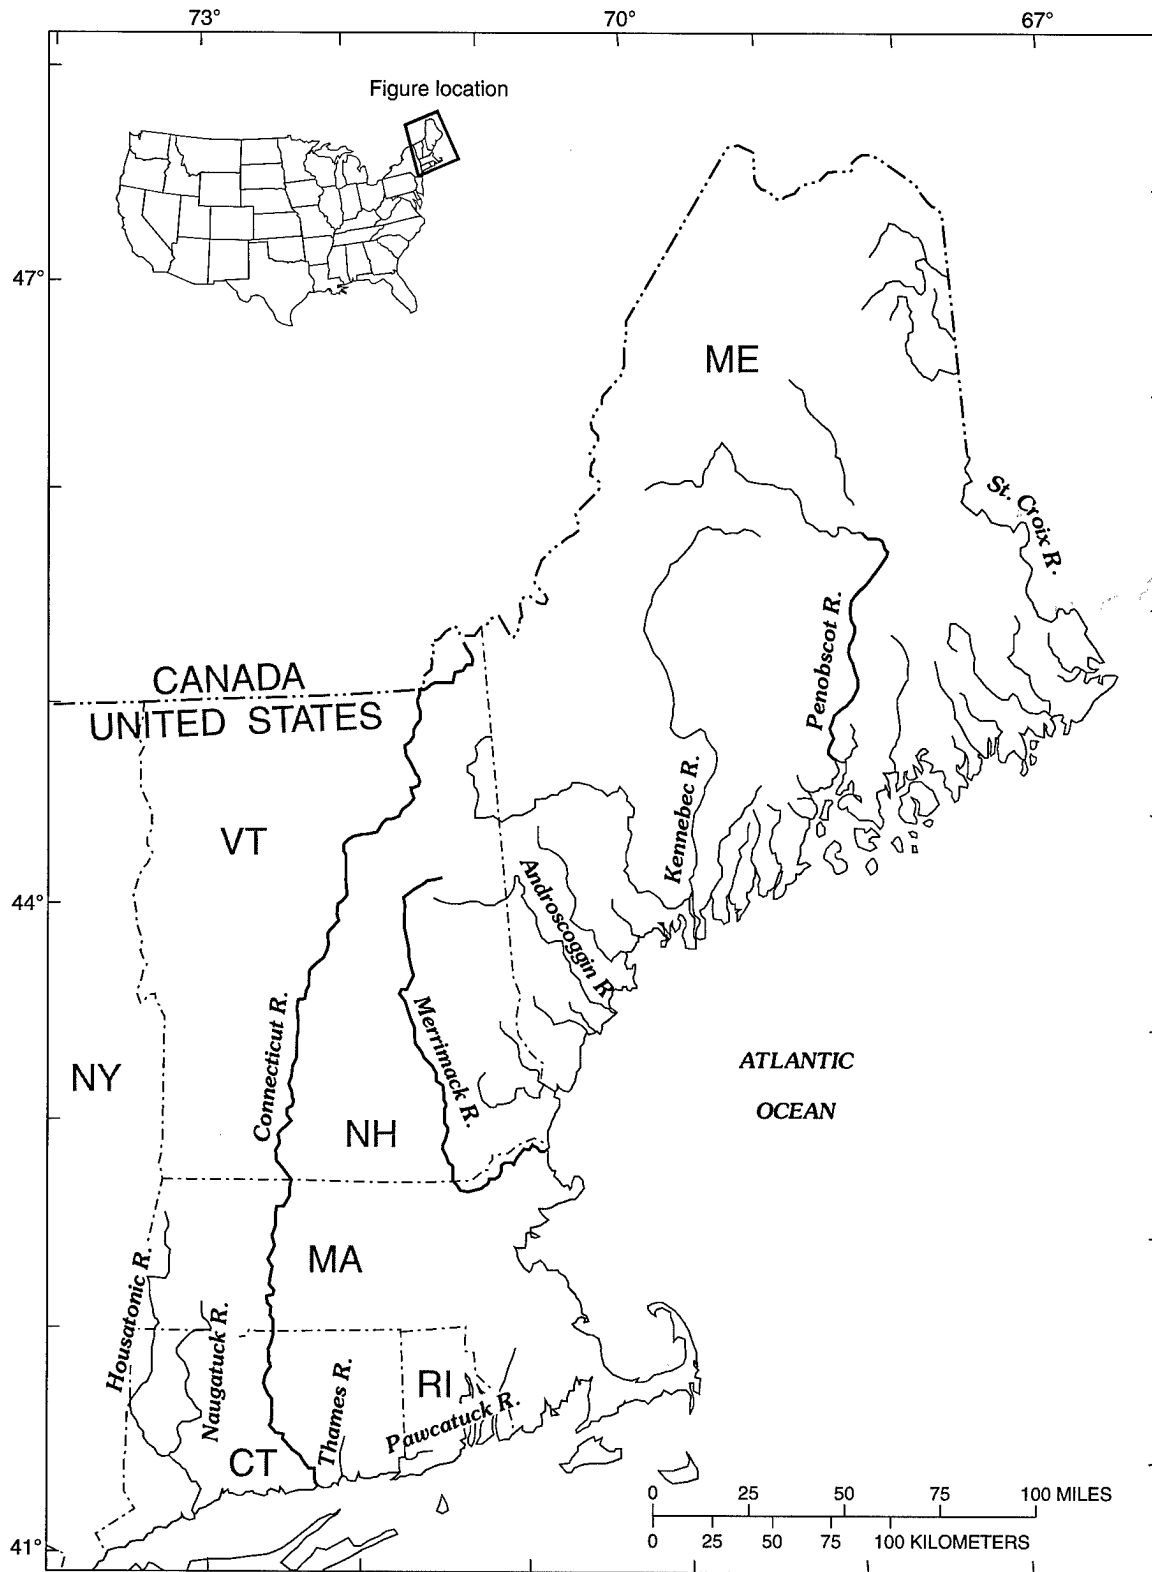 73°
70°
67°
Figure location
47°
ME
St. Croix R.
Penobscot R.
CANADA
UNITED STATES
VT
Kennebec R.
44°
Androscoggin R.
Merrimack R.
Connecticut R.
ATLANTIC
OCEAN
NY
NH
MA
Housatonic R.
Naugatuck R.
Thames R.
RI
Pawcatuck R.
CT
0 25 50 75 100 MILES
0 25 50 75 100 KILOMETERS
41°